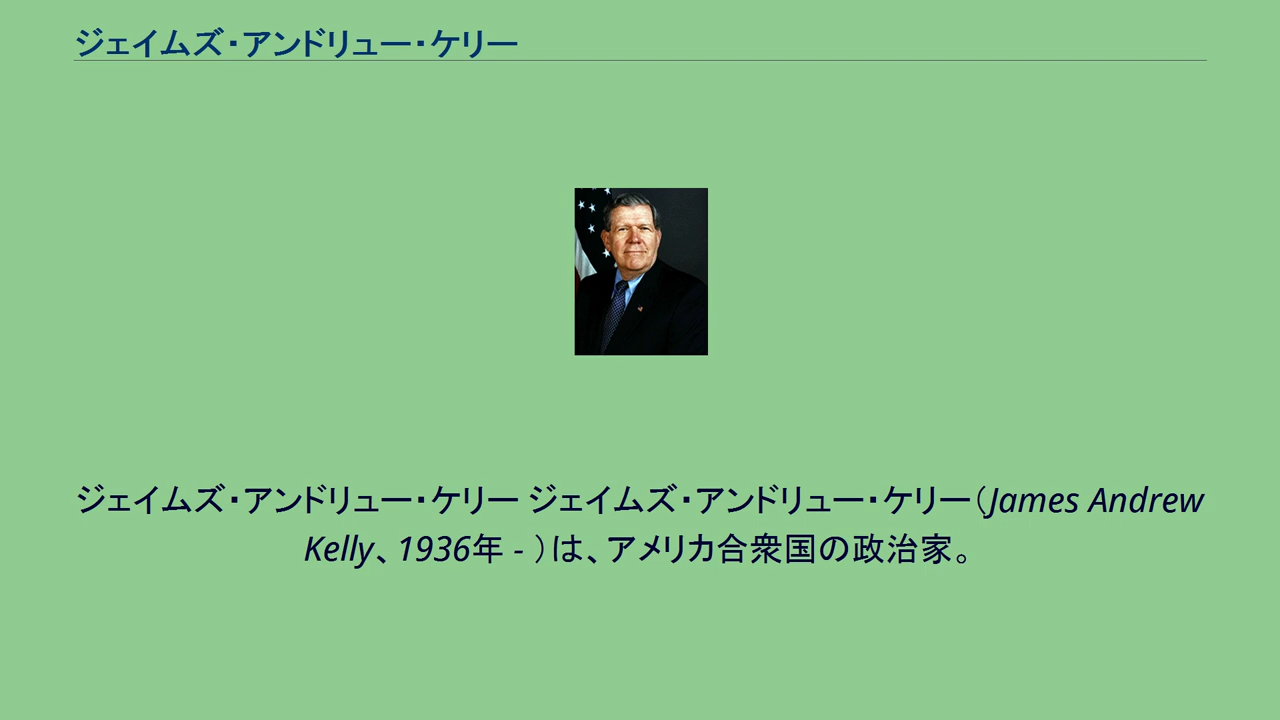 ジェイムズ・アンドリュー・ケリー
ジェイムズ・アンドリュー・ケリー ジェイムズ・アンドリュー・ケリー（James Andrew
Kelly、1936年 - ）は、アメリカ合衆国の政治家。